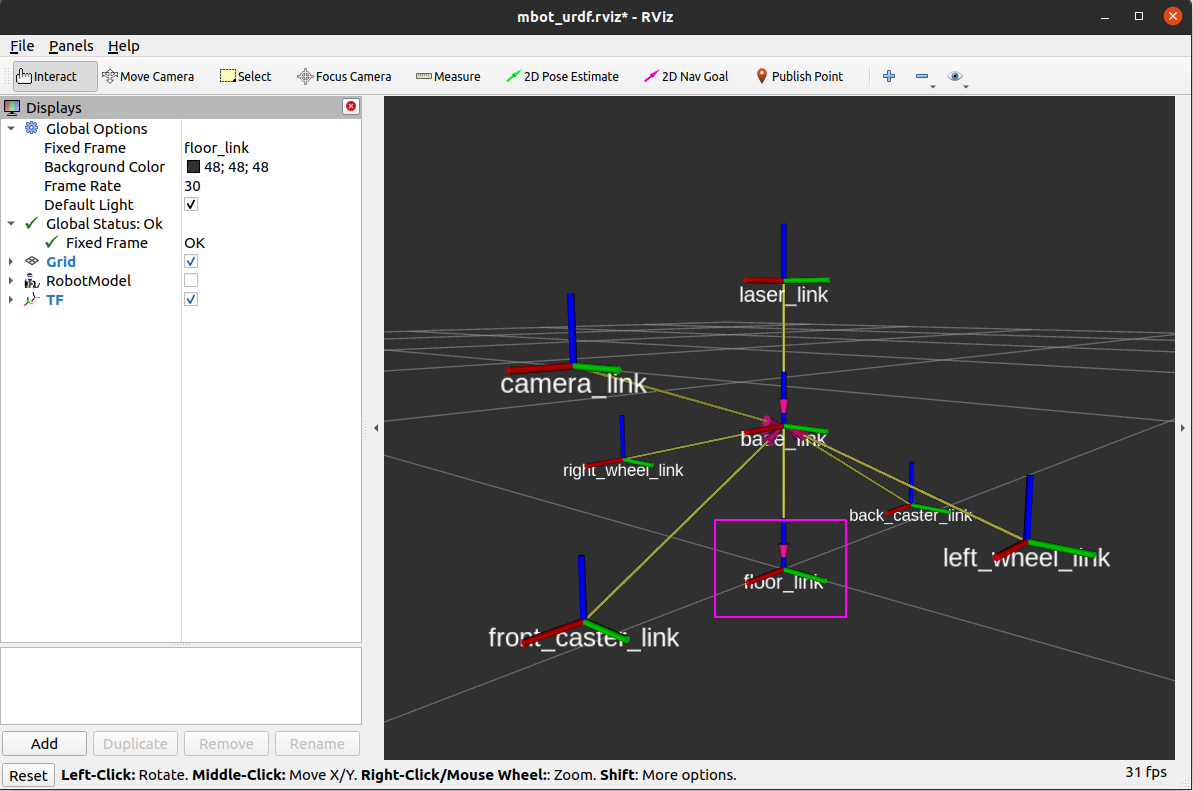 mbot_urdf.rviz* - RViz
File Panels Help
Interact Move Camera Select Focus Camera Measure 2D Pose Estimate 2D Nav Goal Publish Point
Displays
Global Options
Fixed Frame floor_link
Background Color 48; 48; 48
Frame Rate 30
Default Light
Global Status: Ok
Fixed Frame OK
Grid
RobotModel
TF
laser_link
camera_link
base_link
right_wheel_link
back_caster_link
left_wheel_link
floor_link
front_caster_link
Add Duplicate Remove Rename
Reset Left-Click: Rotate. Middle-Click: Move X/Y. Right-Click/Mouse Wheel:: Zoom. Shift: More options. 31 fps